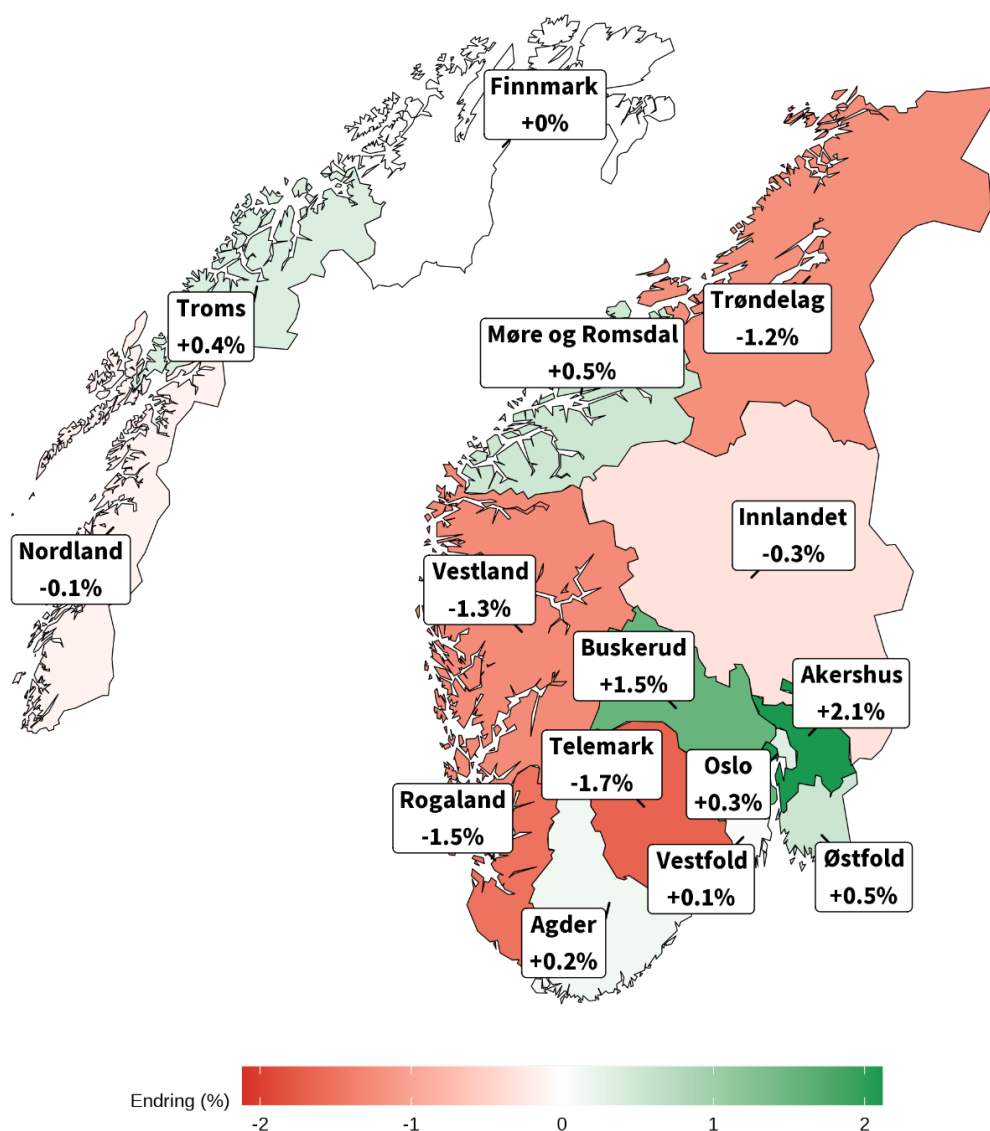 Finnmark
+0%
Troms
+0.4%
Trøndelag
-1.2%
Møre og Romsdal
+0.5%
Nordland
-0.1%
Innlandet
-0.3%
Vestland
-1.3%
Buskerud
+1.5%
Akershus
+2.1%
Telemark
-1.7%
Oslo
+0.3%
Rogaland
-1.5%
Vestfold
+0.1%
Østfold
+0.5%
Agder
+0.2%
Endring (%)
-2 -1 0 1 2